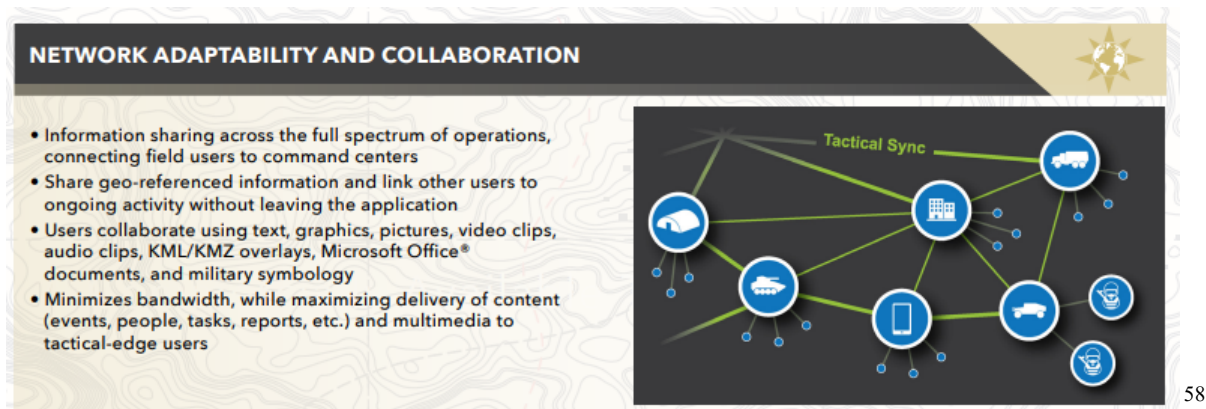 NETWORK ADAPTABILITY AND COLLABORATION
• Information sharing across the full spectrum of operations,
connecting field users to command centers
• Share geo-referenced information and link other users to
ongoing activity without leaving the application
• Users collaborate using text, graphics, pictures, video clips,
audio clips, KML/KMZ overlays, Microsoft Office®
documents, and military symbology
• Minimizes bandwidth, while maximizing delivery of content
(events, people, tasks, reports, etc.) and multimedia to
tactical-edge users
Tactical Sync
58